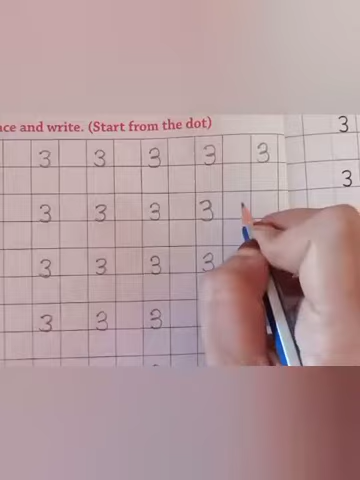 ce and write. (Start from the dot)
3 3 3 3 3 3
3 3 3 3 3
3 3 3 3
3 3 3